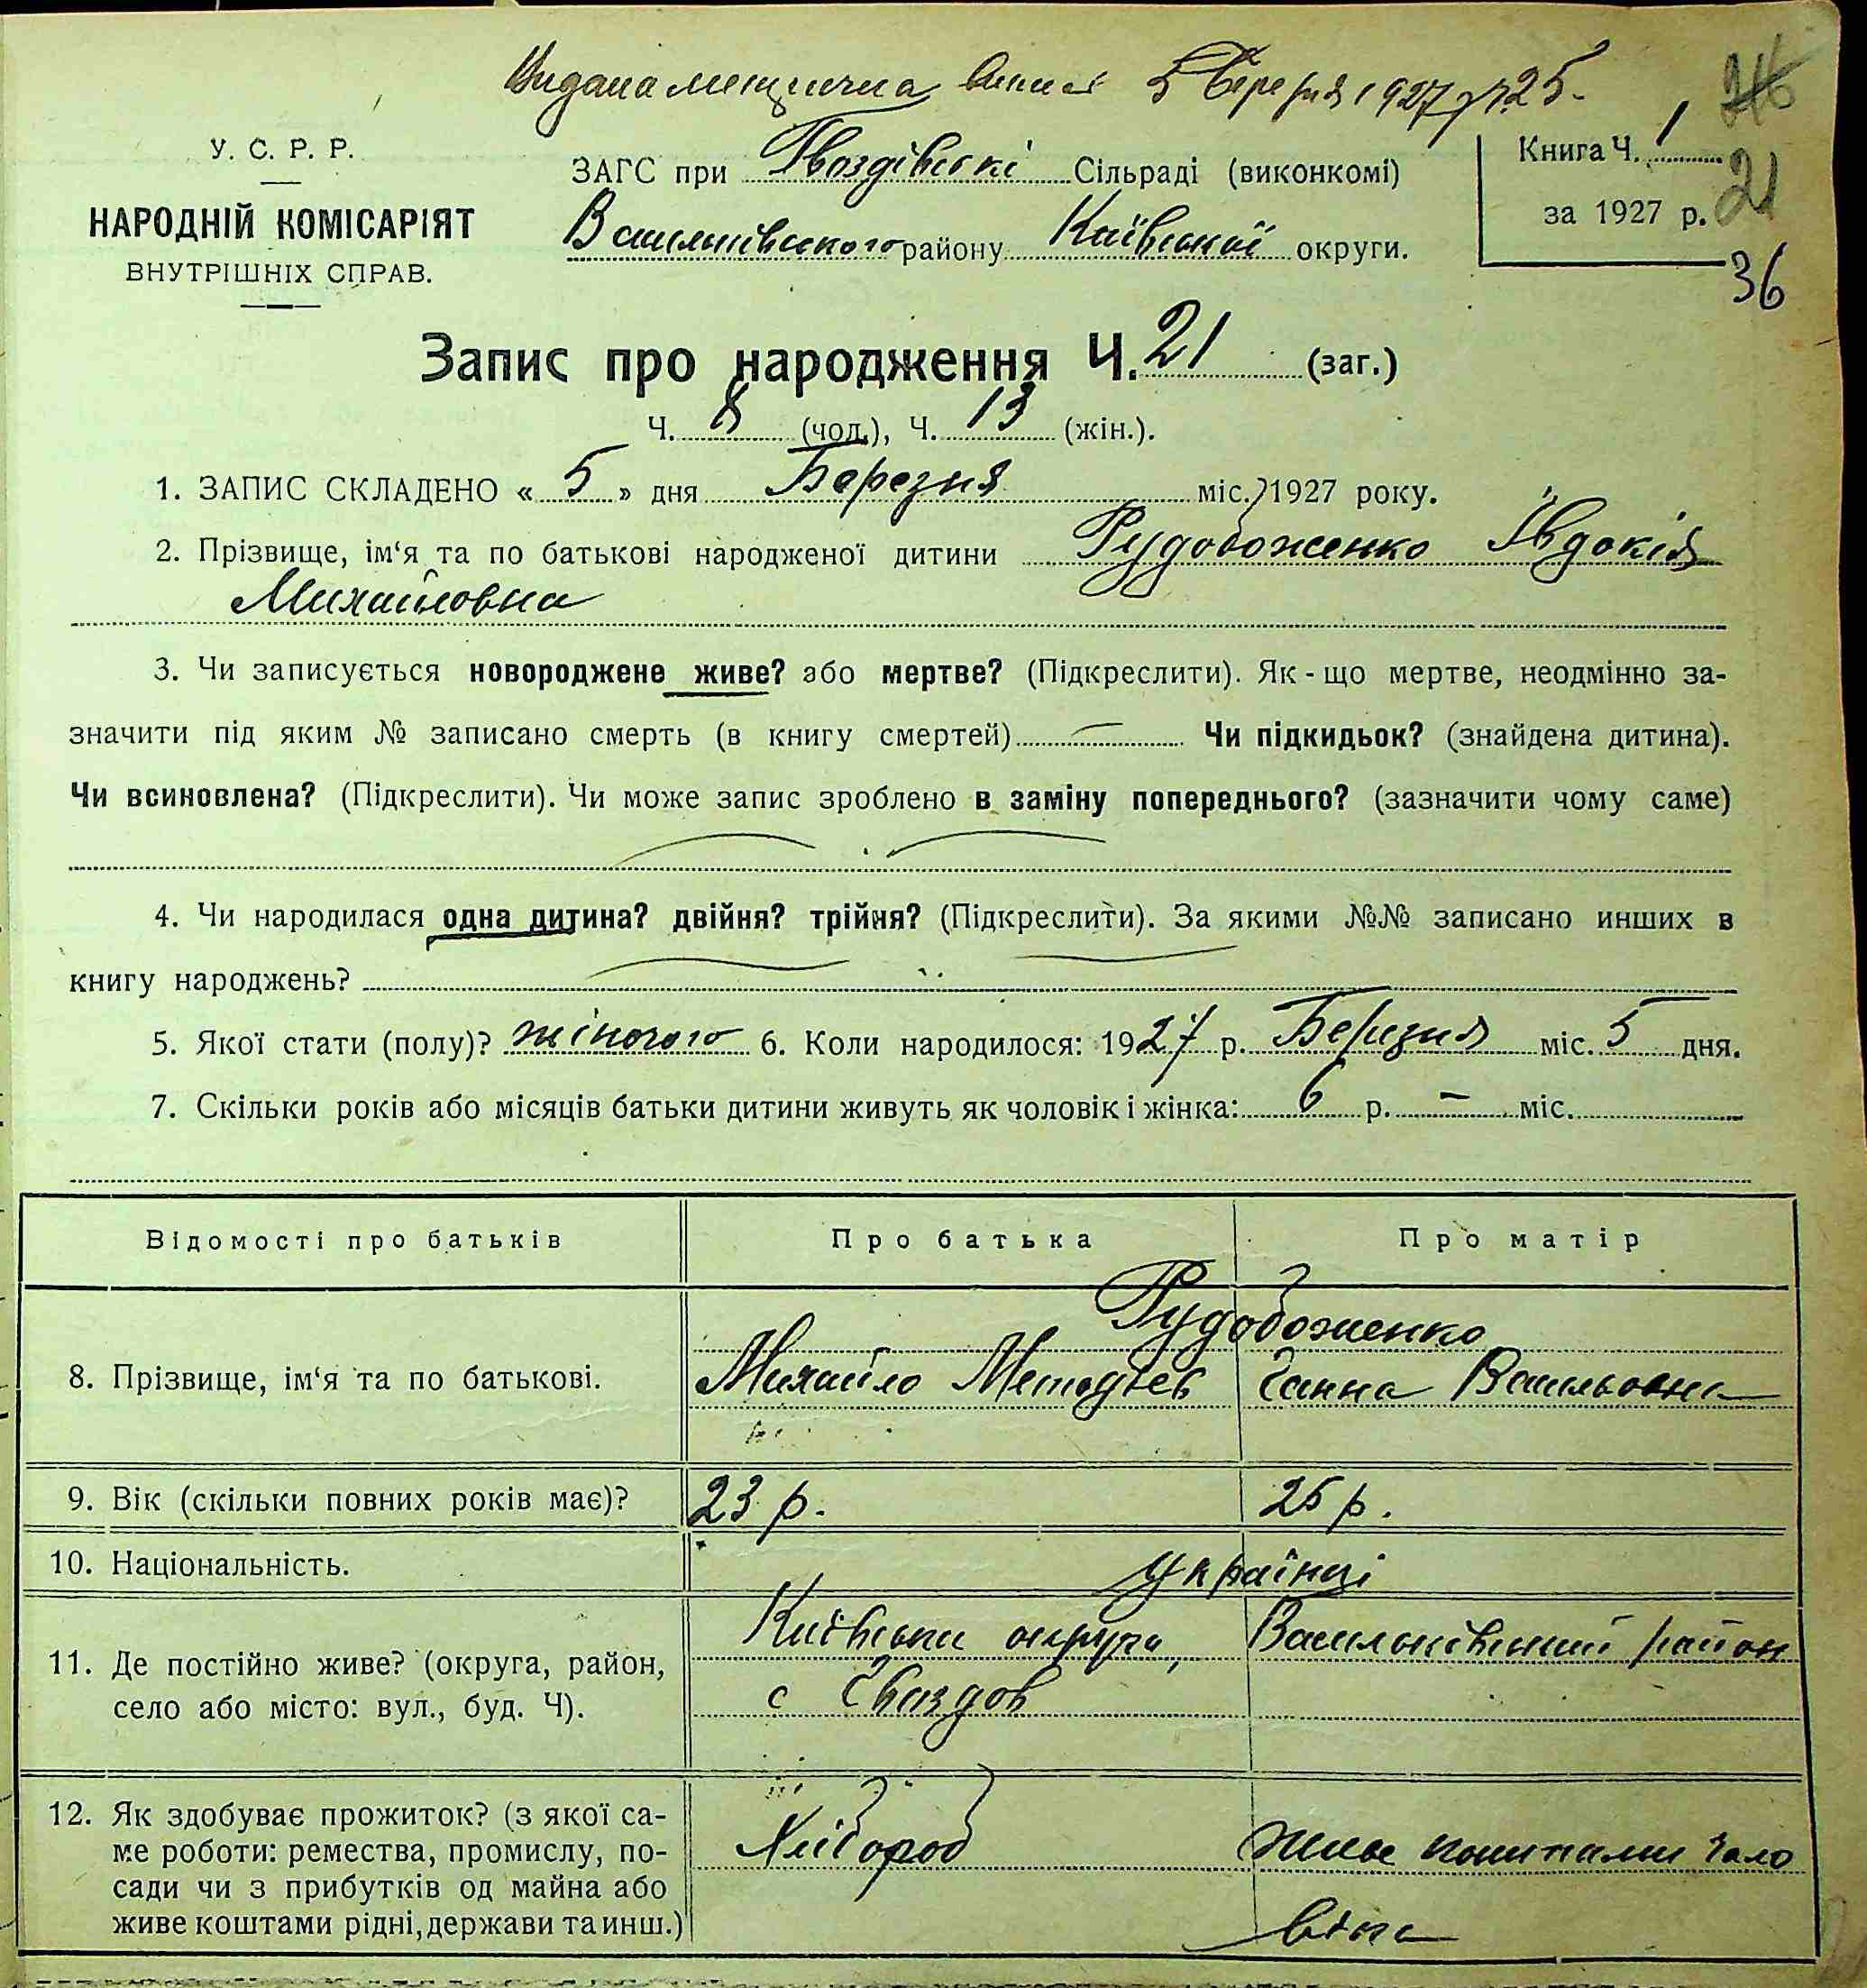 Видана метрична 5 Березня 1927 р. 25.
26
У. С. Р. Р.
НАРОДНІЙ КОМІСАРІЯТ
ВНУТРІШНІХ СПРАВ.
ЗАГС при Гвоздівські Сільраді (виконкомі)
Васильківського району Київської округи.
Книга Ч. 1
за 1927 р.
21
36
Запис про народження Ч. 21 (заг.)
Ч. 8 (чол.), Ч. 13 (жін.).
1. ЗАПИС СКЛАДЕНО « 5 » дня Березня міс. 1927 року.
2. Прізвище, ім‘я та по батькові народженої дитини Рудобоженко Івдокія
Михайловна
3. Чи записується новороджене живе? або мертве? (Підкреслити). Як - що мертве, неодмінно за-
значити під яким № записано смерть (в книгу смертей) — Чи підкидьок? (знайдена дитина).
Чи всиновлена? (Підкреслити). Чи може запис зроблено в заміну попереднього? (зазначити чому саме)
4. Чи народилася одна дитина? двійня? трійня? (Підкреслити). За якими №№ записано инших в
книгу народжень?
5. Якої стати (полу)? жіночого 6. Коли народилося: 1927 р. Березня міс. 5 дня.
7. Скільки років або місяців батьки дитини живуть як чоловік і жінка: 6 р. — міс.
Відомості про батьків Про батька Про матір
Рудобоженко
8. Прізвище, ім‘я та по батькові. Михайло Методієв Ганна Васильовна
9. Вік (скільки повних років має)? 23 р. 25 р.
10. Національність. українці
Київська округа, Васильківський район
11. Де постійно живе? (округа, район,
село або місто: вул., буд. Ч). с Гвоздов
12. Як здобуває прожиток? (з якої са-
ме роботи: ремества, промислу, по- Хлібороб Живе коштами чоло
сади чи з прибутків од майна або
живе коштами рідні, держави та инш.) віка